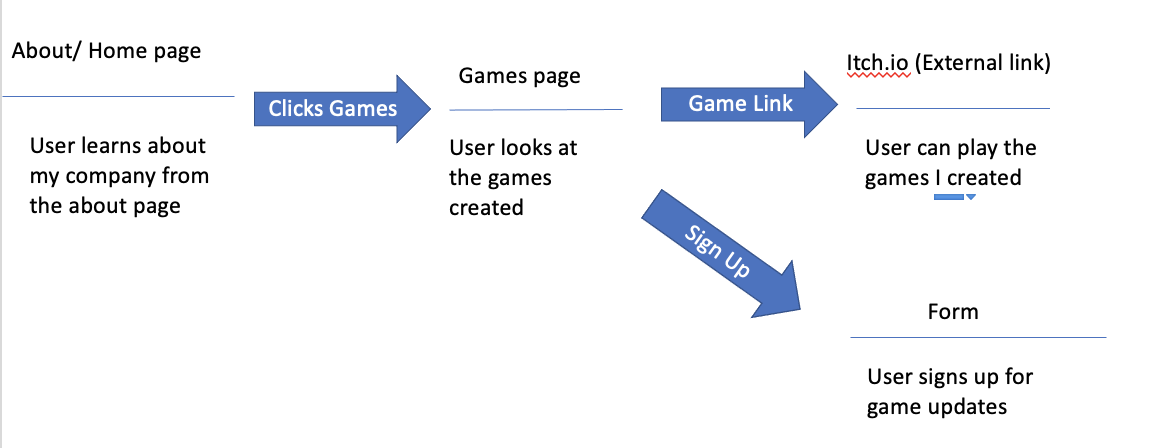 About/ Home page
User learns about
my company from
the about page
Clicks Games
Games page
User looks at
the games
created
Game Link
Itch.io (External link)
User can play the
games I created
Sign Up
Form
User signs up for
game updates